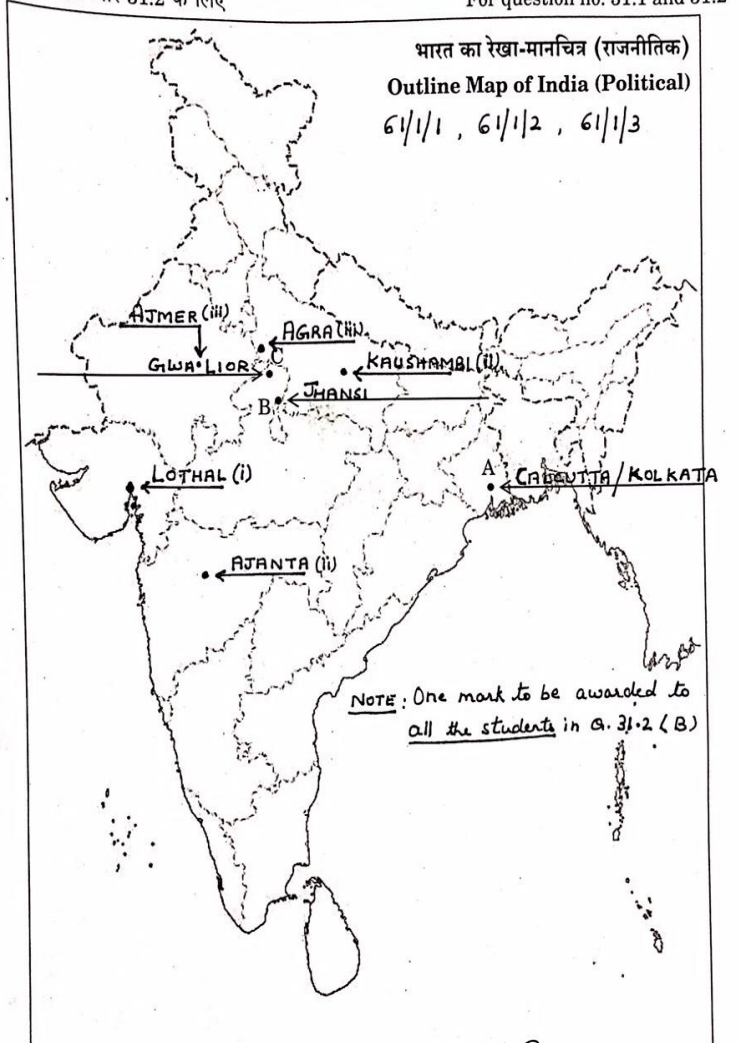 31.2 के लिए
For question no. 31.1 and 31.2
भारत का रेखा-मानचित्र (राजनीतिक)
Outline Map of India (Political)
61/1/1 , 61/1/2 , 61/1/3
AJMER (iii)
AGRA
C
GWALIOR
KAUSHAMBI (ii)
B
JHANSI
LOTHAL (i)
A
CALCUTTA / KOLKATA
AJANTA (ii)
NOTE : One mark to be awarded to
all the students in Q. 31.2 (B)